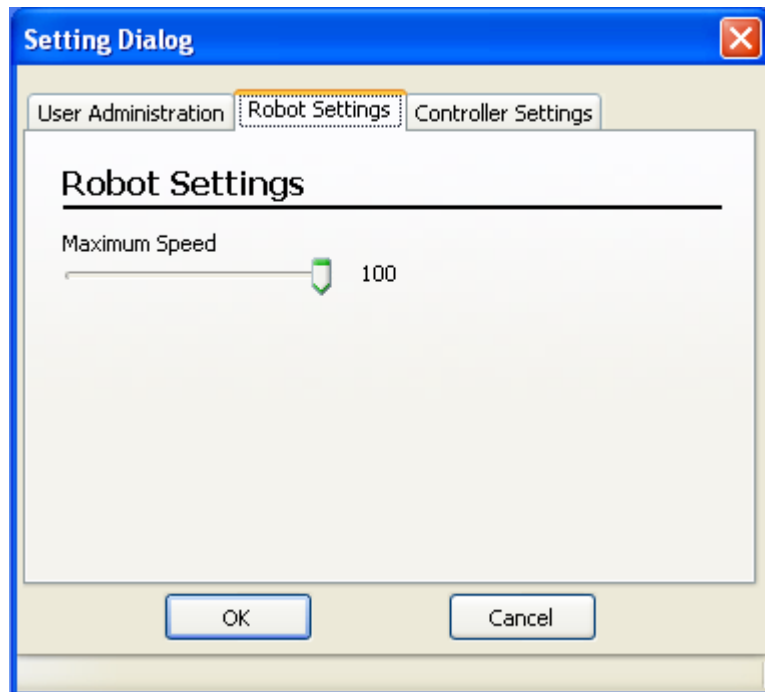 Setting Dialog
User Administration Robot Settings Controller Settings
Robot Settings
Maximum Speed
100
OK Cancel